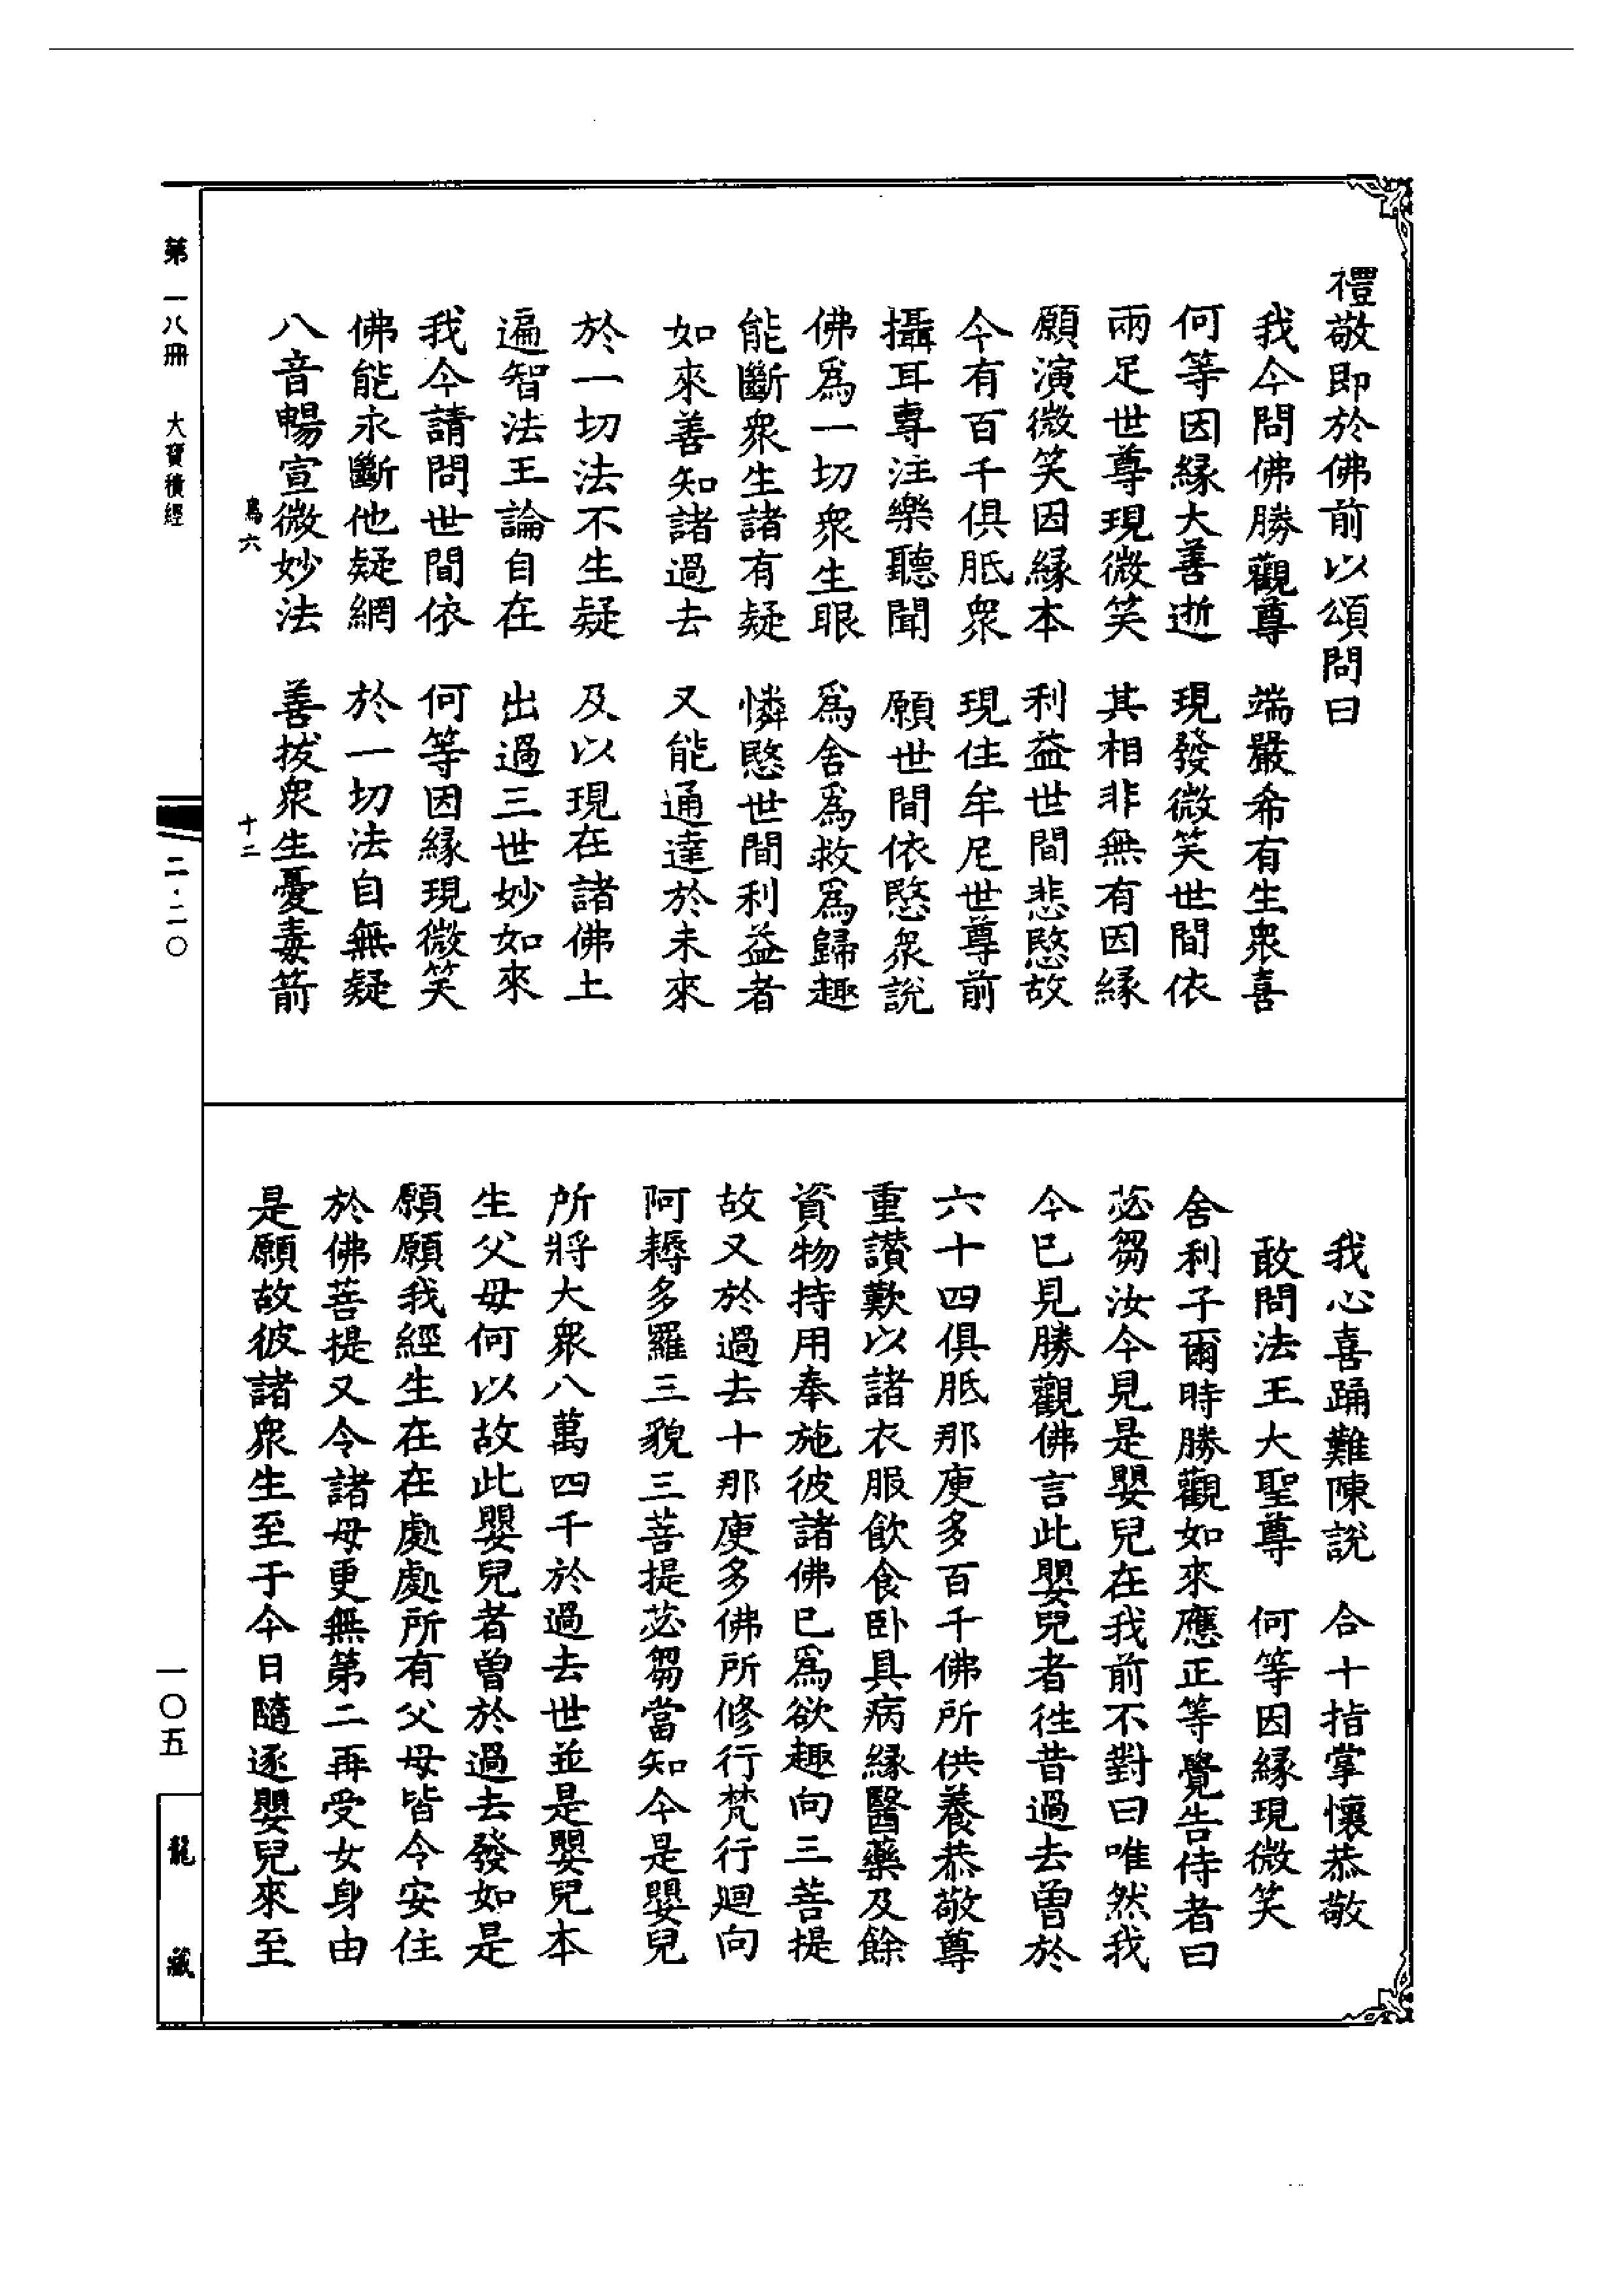 禮敬即於佛前以頌問曰
我今問佛勝觀尊　端嚴希有生衆喜
何等因緣大善逝　現發微笑世間依
兩足世尊現微笑　其相非無有因緣
願演微笑因緣本　利益世間悲愍故
今有百千俱胝衆　現住牟尼世尊前
攝耳專注樂聽聞　願世間依愍衆說
佛爲一切衆生眼　爲舍爲救爲歸趣
能斷衆生諸有疑　憐愍世間利益者
如來善知諸過去　又能通達於未來
於一切法不生疑　及以現在諸佛土
遍智法王論自在　出過三世妙如來
我今請問世間依　何等因緣現微笑
佛能永斷他疑網　於一切法自無疑
八音暢宣微妙法　善拔衆生憂毒箭
爲六　十二
我心喜踊難陳說　合十指掌懷恭敬
敢問法王大聖尊　何等因緣現微笑
舍利子爾時勝觀如來應正等覺告侍者曰
苾芻汝今見是嬰兒在我前不對曰唯然我
今已見勝觀佛言此嬰兒者往昔過去曾於
六十四俱胝那庾多百千佛所供養恭敬尊
重讚歎以諸衣服飲食卧具病緣醫藥及餘
資物持用奉施彼諸佛已爲欲趣向三菩提
故又於過去十那庾多佛所修行梵行迴向
阿耨多羅三藐三菩提苾芻當知今是嬰兒
所將大衆八萬四千於過去世並是嬰兒本
生父母何以故此嬰兒者曾於過去發如是
願願我經生在在處處所有父母皆令安住
於佛菩提又令諸母更無第二再受女身由
是願故彼諸衆生至于今日隨逐嬰兒來至
第一八冊　大寶積經　二·二〇　一〇五　龍藏